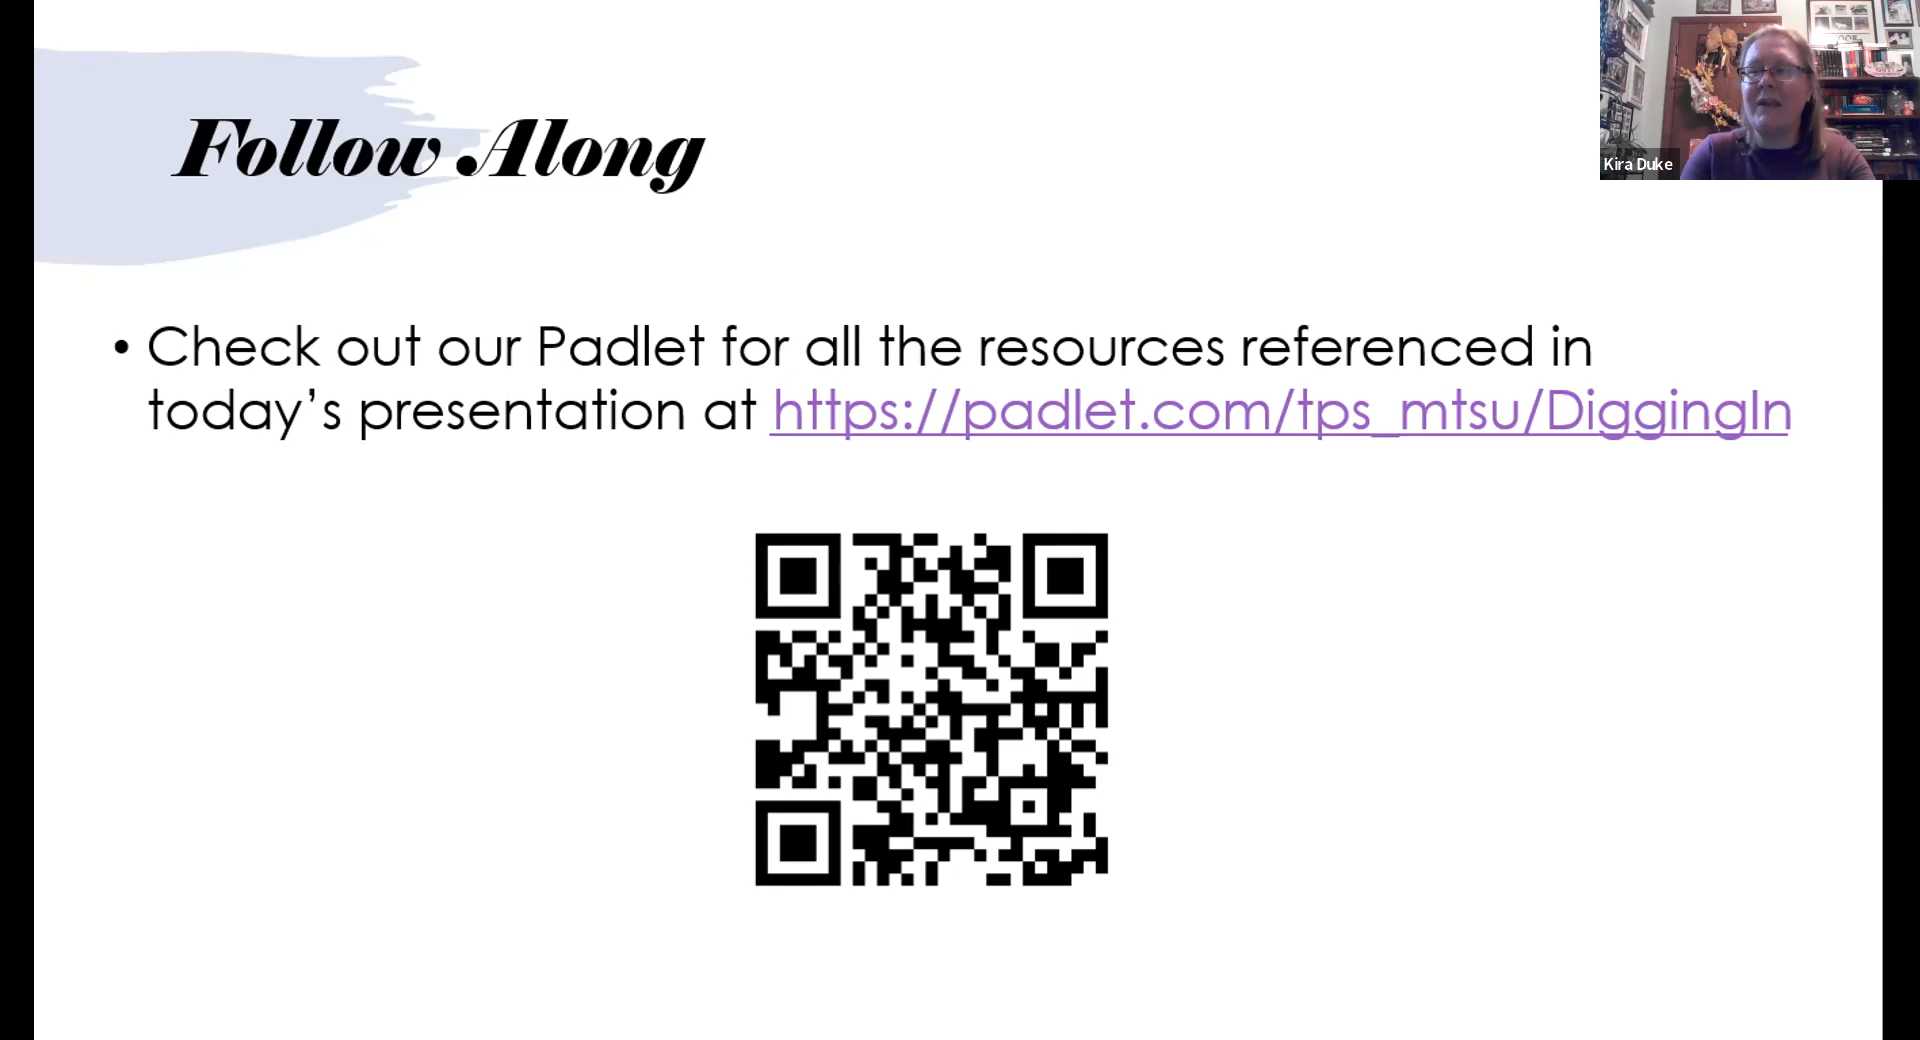 Follow Along
Kira Duke
• Check out our Padlet for all the resources referenced in
today’s presentation at https://padlet.com/tps_mtsu/DiggingIn